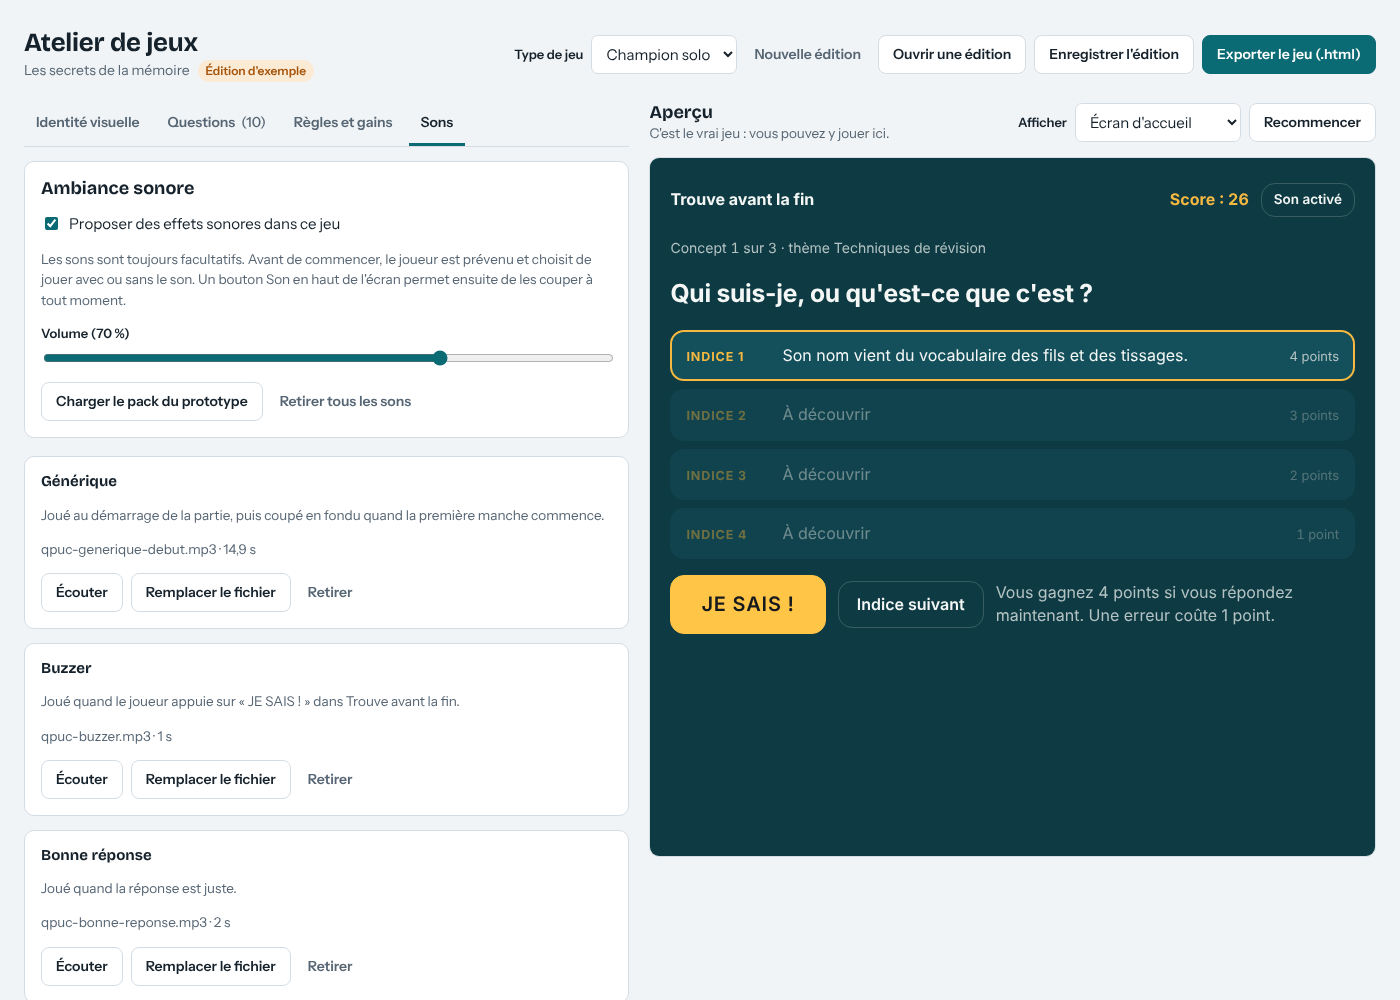 Atelier de jeux
Les secrets de la mémoire Édition d'exemple
Type de jeu Champion solo Nouvelle édition Ouvrir une édition Enregistrer l'édition Exporter le jeu (.html)
Identité visuelle Questions (10) Règles et gains Sons
Ambiance sonore
Proposer des effets sonores dans ce jeu
Les sons sont toujours facultatifs. Avant de commencer, le joueur est prévenu et choisit de
jouer avec ou sans le son. Un bouton Son en haut de l'écran permet ensuite de les couper à
tout moment.
Volume (70 %)
Charger le pack du prototype Retirer tous les sons
Générique
Joué au démarrage de la partie, puis coupé en fondu quand la première manche commence.
qpuc-generique-debut.mp3 · 14,9 s
Écouter Remplacer le fichier Retirer
Buzzer
Joué quand le joueur appuie sur « JE SAIS ! » dans Trouve avant la fin.
qpuc-buzzer.mp3 · 1 s
Écouter Remplacer le fichier Retirer
Bonne réponse
Joué quand la réponse est juste.
qpuc-bonne-reponse.mp3 · 2 s
Écouter Remplacer le fichier Retirer
Aperçu
C'est le vrai jeu : vous pouvez y jouer ici.
Afficher Écran d'accueil Recommencer
Trouve avant la fin Score : 26 Son activé
Concept 1 sur 3 · thème Techniques de révision
Qui suis-je, ou qu'est-ce que c'est ?
INDICE 1 Son nom vient du vocabulaire des fils et des tissages. 4 points
INDICE 2 À découvrir 3 points
INDICE 3 À découvrir 2 points
INDICE 4 À découvrir 1 point
JE SAIS ! Indice suivant Vous gagnez 4 points si vous répondez
maintenant. Une erreur coûte 1 point.